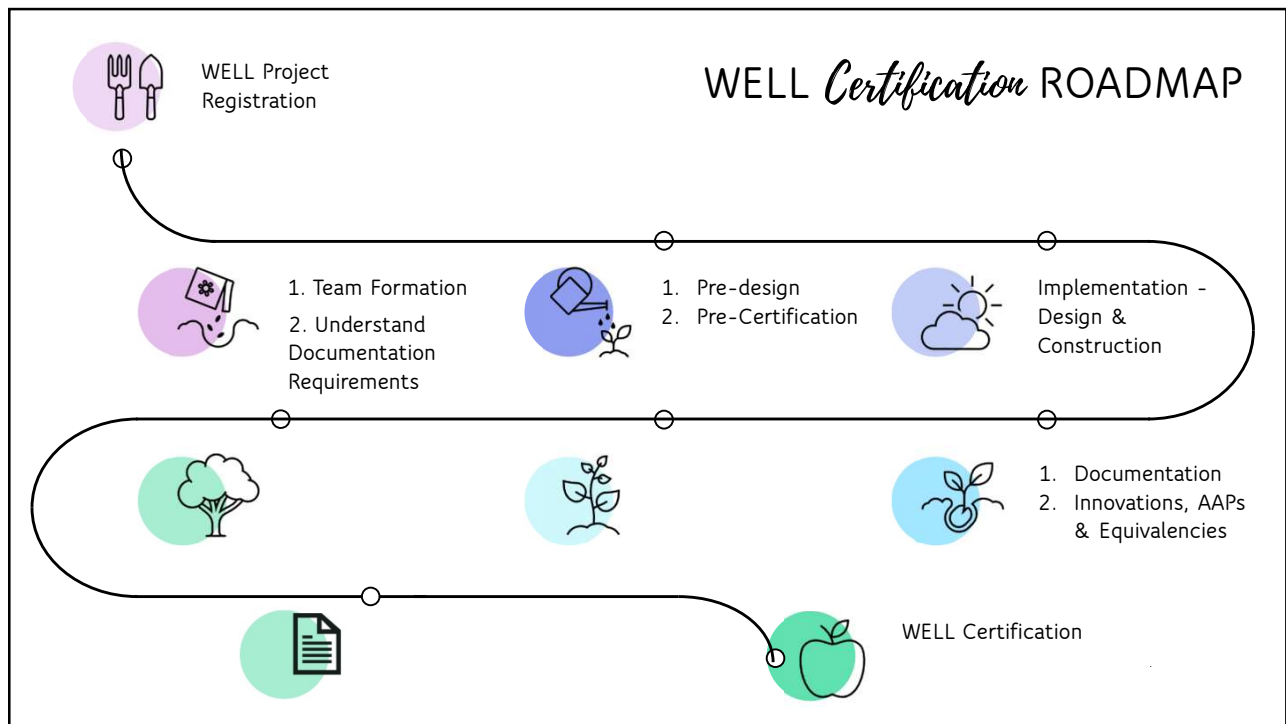 WELL Project
Registration
WELL Certification ROADMAP
1. Team Formation
2. Understand
Documentation
Requirements
1. Pre-design
2. Pre-Certification
Implementation -
Design &
Construction
1. Documentation
2. Innovations, AAPs
& Equivalencies
WELL Certification